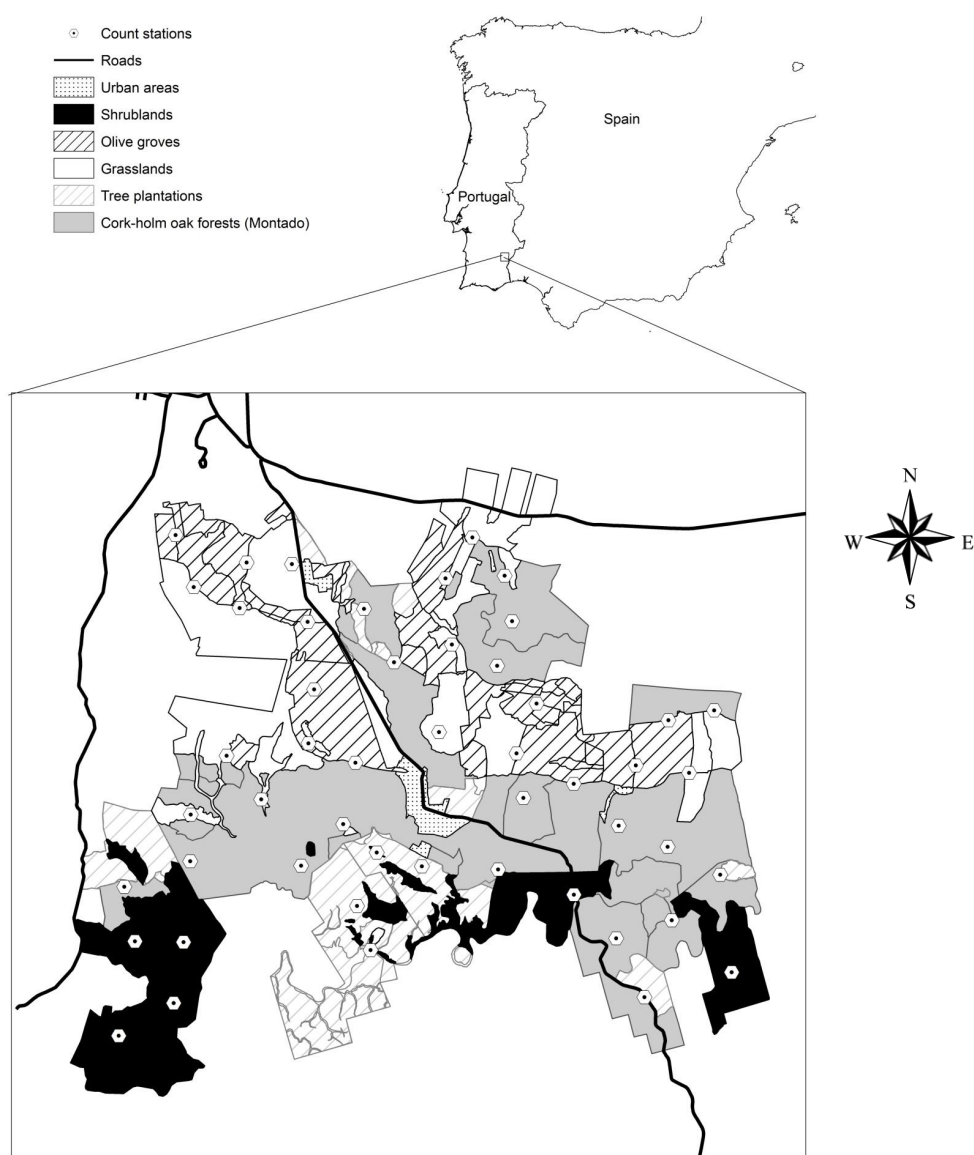 Count stations
Roads
Urban areas
Shrublands
Olive groves
Grasslands
Tree plantations
Cork-holm oak forests (Montado)
Spain
Portugal
N
W
E
S